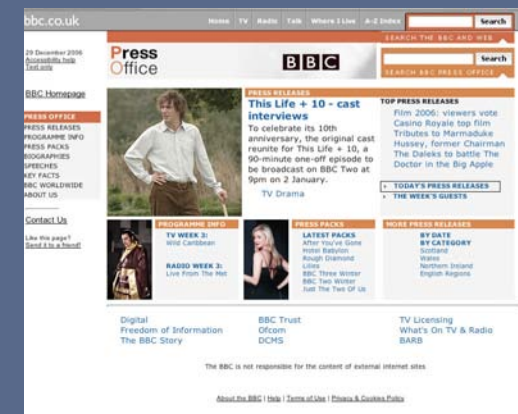 bbc.co.uk
Home TV Radio Talk Where I Live A-Z Index Search
SEARCH THE BBC AND WEB
29 December 2006
Accessibility help
Text only
Press
Office
BBC
Search
SEARCH BBC PRESS OFFICE
BBC Homepage
PRESS OFFICE
PRESS RELEASES
PROGRAMME INFO
PRESS PACKS
BIOGRAPHIES
SPEECHES
KEY FACTS
BBC WORLDWIDE
ABOUT US
Contact Us
Like this page?
Send it to a friend!
PRESS RELEASES
This Life + 10 - cast
interviews
To celebrate its 10th
anniversary, the original cast
reunite for This Life + 10, a
90-minute one-off episode to
be broadcast on BBC Two at
9pm on 2 January.
TV Drama
TOP PRESS RELEASES
Film 2006: viewers vote
Casino Royale top film
Tributes to Marmaduke
Hussey, former Chairman
The Daleks to battle The
Doctor in the Big Apple
TODAY'S PRESS RELEASES
THE WEEK'S GUESTS
PROGRAMME INFO
TV WEEK 3:
Wild Caribbean
RADIO WEEK 3:
Live From The Met
PRESS PACKS
LATEST PACKS
After You've Gone
Hotel Babylon
Rough Diamond
Lilies
BBC Three Winter
BBC Two Winter
Just The Two Of Us
MORE PRESS RELEASES
BY DATE
BY CATEGORY
Scotland
Wales
Northern Ireland
English Regions
Digital
Freedom of Information
The BBC Story
BBC Trust
Ofcom
DCMS
TV Licensing
What's On TV & Radio
BARB
The BBC is not responsible for the content of external internet sites
About the BBC | Help | Terms of Use | Privacy & Cookies Policy